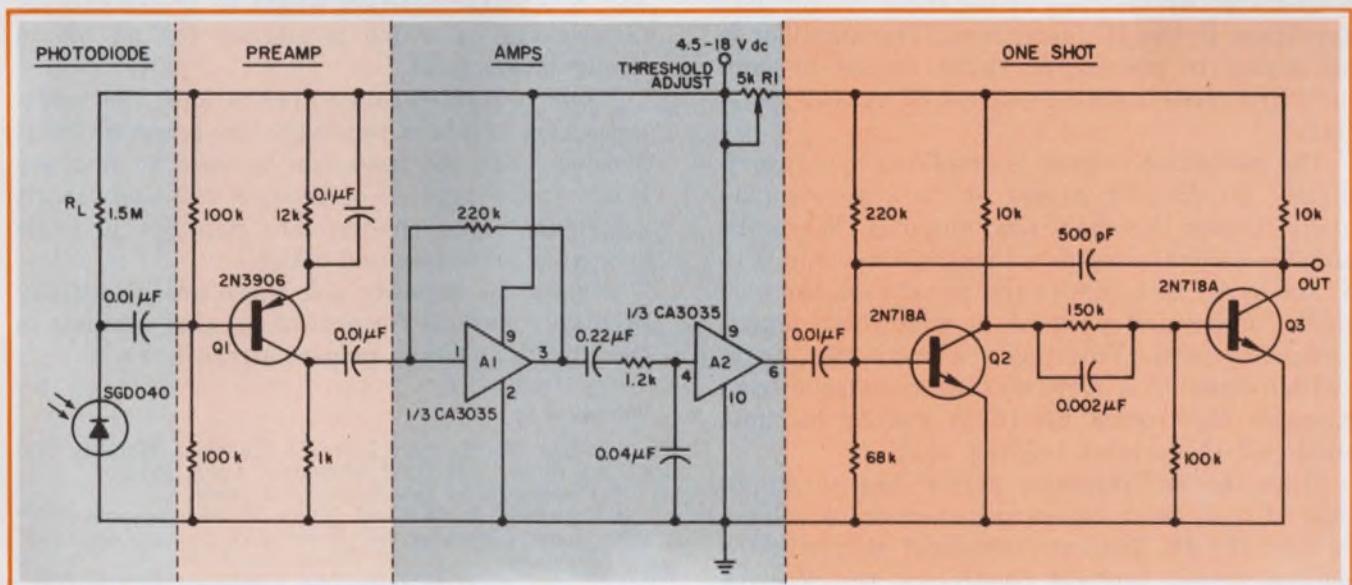 PHOTODIODE
PREAMP
AMPS
4.5-18 V dc
THRESHOLD
ADJUST
5k R1
ONE SHOT
RL
1.5M
100k
12k
0.1µF
220k
220k
10k
10k
500 pF
OUT
0.01µF
2N3906
Q1
0.01µF
1
9
A1
3
2
1/3 CA3035
0.22µF
1.2k
1/3 CA3035
9
4
A2
6
10
0.01µF
2N718A
Q2
150k
0.002µF
2N718A
Q3
SGD040
100k
1k
0.04µF
68k
100k